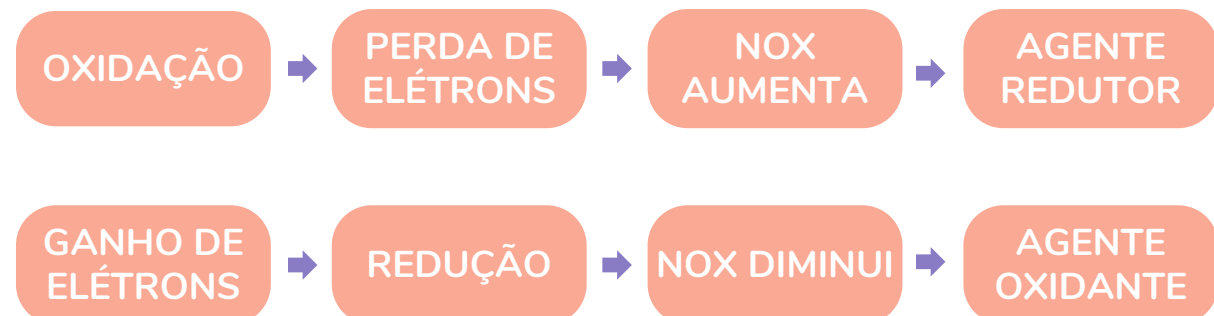 OXIDAÇÃO
PERDA DE
ELÉTRONS
NOX
AUMENTA
AGENTE
REDUTOR
GANHO DE
ELÉTRONS
REDUÇÃO
NOX DIMINUI
AGENTE
OXIDANTE